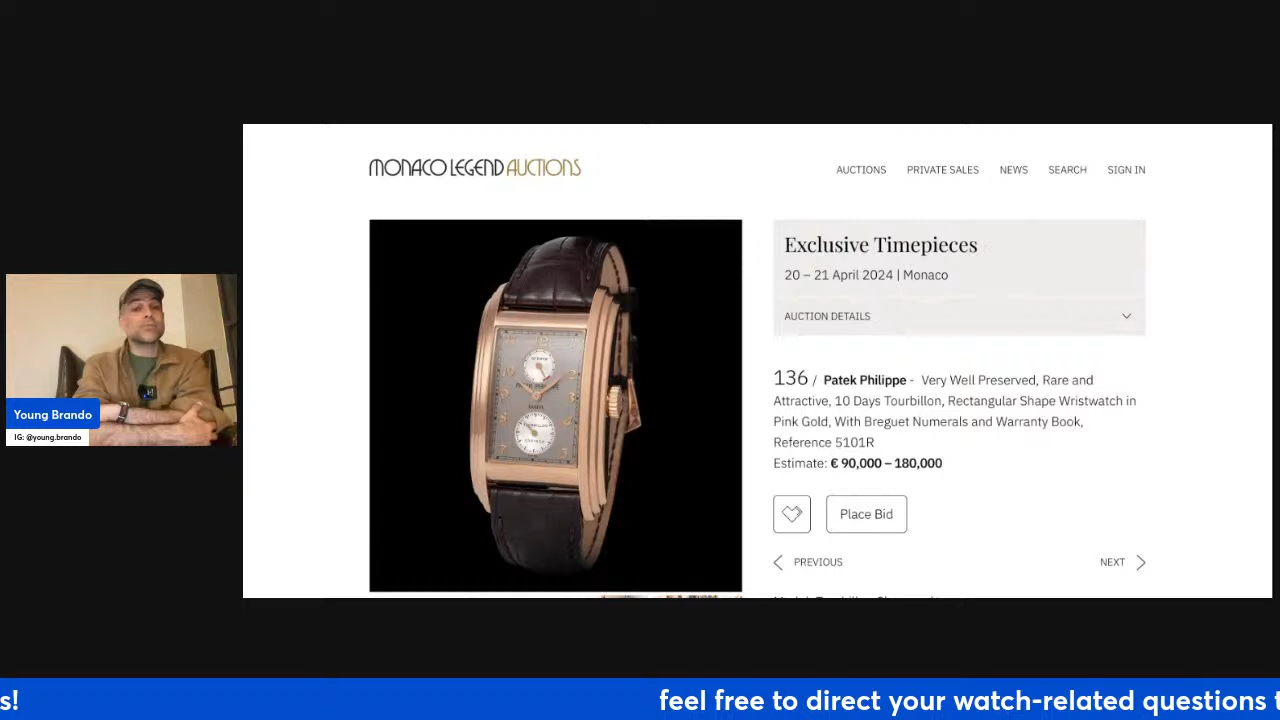 MONACO LEGEND AUCTIONS
AUCTIONS PRIVATE SALES NEWS SEARCH SIGN IN
Exclusive Timepieces
20 – 21 April 2024 | Monaco
AUCTION DETAILS
136 / Patek Philippe - Very Well Preserved, Rare and
Attractive, 10 Days Tourbillon, Rectangular Shape Wristwatch in
Pink Gold, With Breguet Numerals and Warranty Book,
Reference 5101R
Estimate: € 90,000 – 180,000
Place Bid
PREVIOUS
NEXT
Young Brando
IG: @young.brando
s!
feel free to direct your watch-related questions t